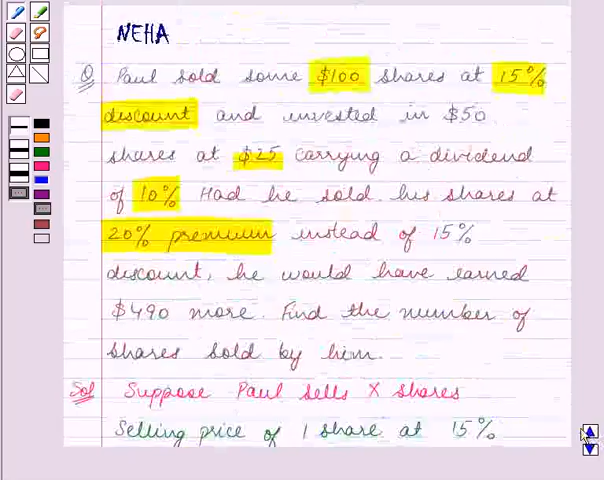 NEHA
Q Paul sold some $100 shares at 15%
discount and invested in $50
shares at $25 carrying a dividend
of 10% Had he sold his shares at
20% premium instead of 15%
discount, he would have earned
$490 more. Find the number of
shares sold by him.
Sol Suppose Paul sells X shares
Selling price of 1 share at 15%